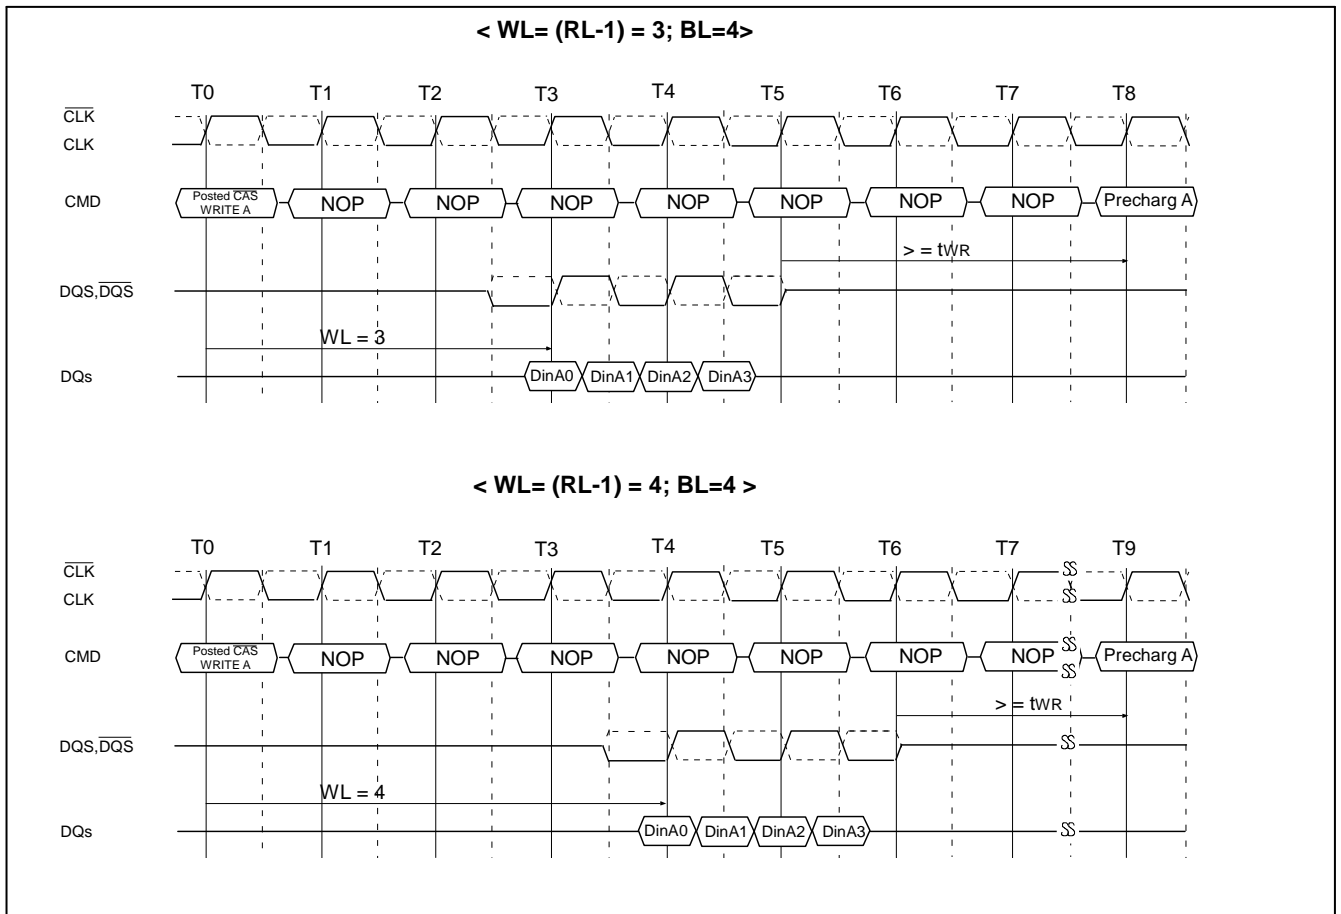 < WL= (RL-1) = 3; BL=4>
T0 T1 T2 T3 T4 T5 T6 T7 T8
CLK
CLK
CMD
Posted CAS
WRITE A
NOP NOP NOP NOP NOP NOP NOP Precharg A
> = tWR
DQS,DQS
WL = 3
DQs
DinA0 DinA1 DinA2 DinA3
< WL= (RL-1) = 4; BL=4 >
T0 T1 T2 T3 T4 T5 T6 T7 T9
CLK
CLK
CMD
Posted CAS
WRITE A
NOP NOP NOP NOP NOP NOP NOP Precharg A
> = tWR
DQS,DQS
WL = 4
DQs
DinA0 DinA1 DinA2 DinA3